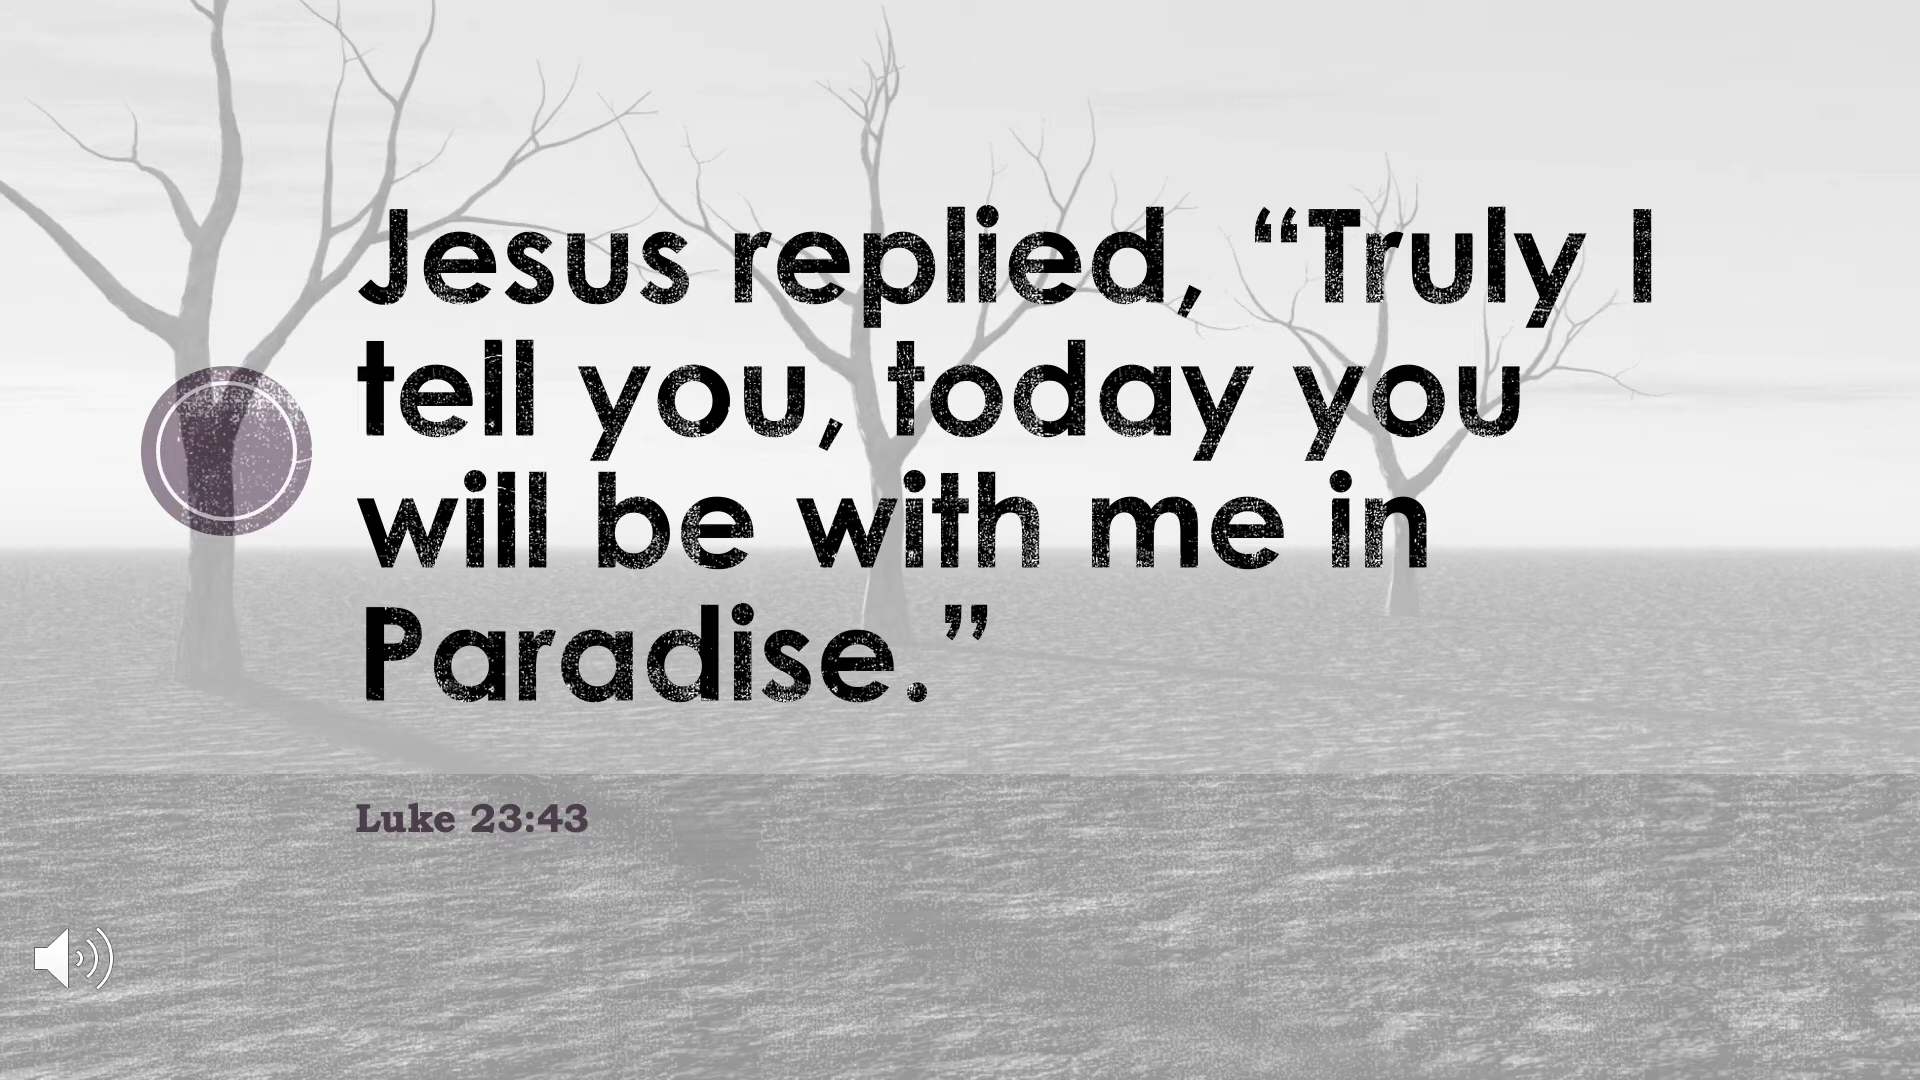 Jesus replied, “Truly I
tell you, today you
will be with me in
Paradise.”
Luke 23:43